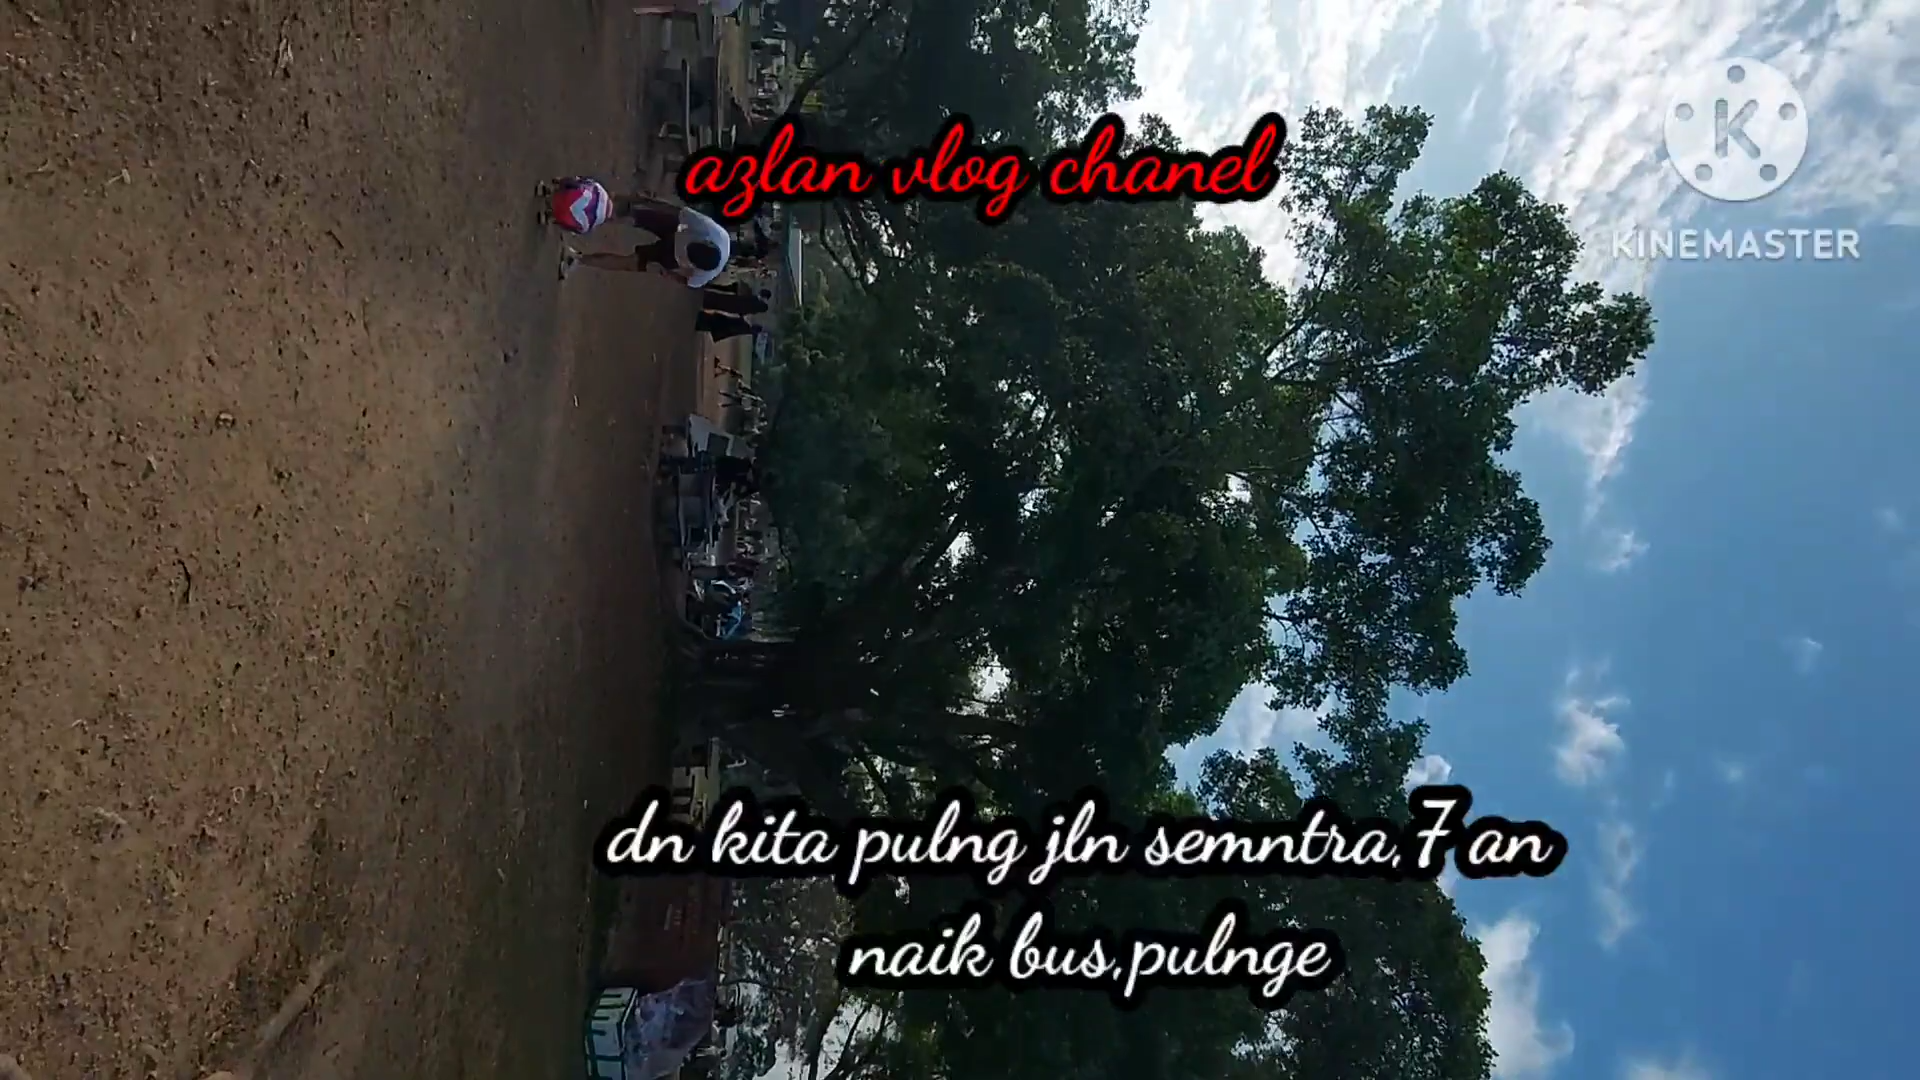 azlan vlog chanel
K
KINEMASTER
dn kita pulng jln semntra,7 an
naik bus,pulnge